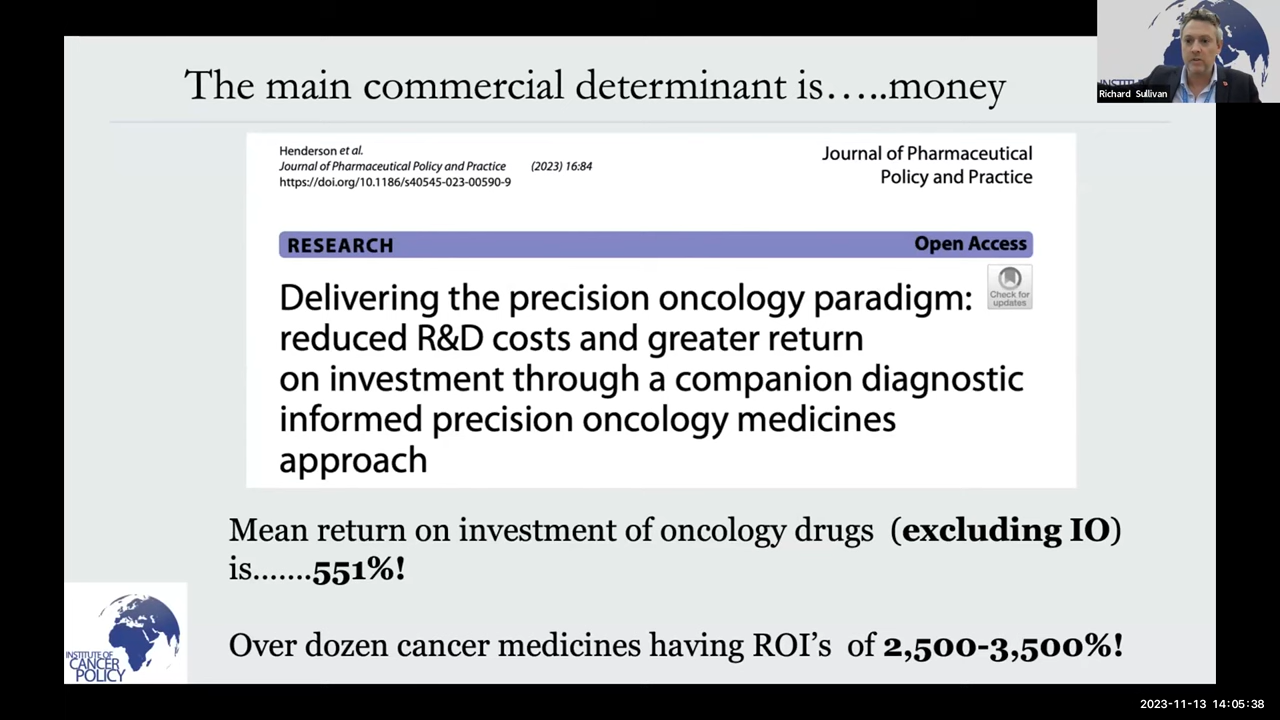 The main commercial determinant is…..money
Richard Sullivan
Henderson et al.
Journal of Pharmaceutical Policy and Practice (2023) 16:84
https://doi.org/10.1186/s40545-023-00590-9
Journal of Pharmaceutical
Policy and Practice
RESEARCH
Open Access
Check for
updates
Delivering the precision oncology paradigm:
reduced R&D costs and greater return
on investment through a companion diagnostic
informed precision oncology medicines
approach
Mean return on investment of oncology drugs (excluding IO)
is.......551%!
Over dozen cancer medicines having ROI's of 2,500-3,500%!
INSTITUTE OF
CANCER
POLICY
2023-11-13 14:05:38